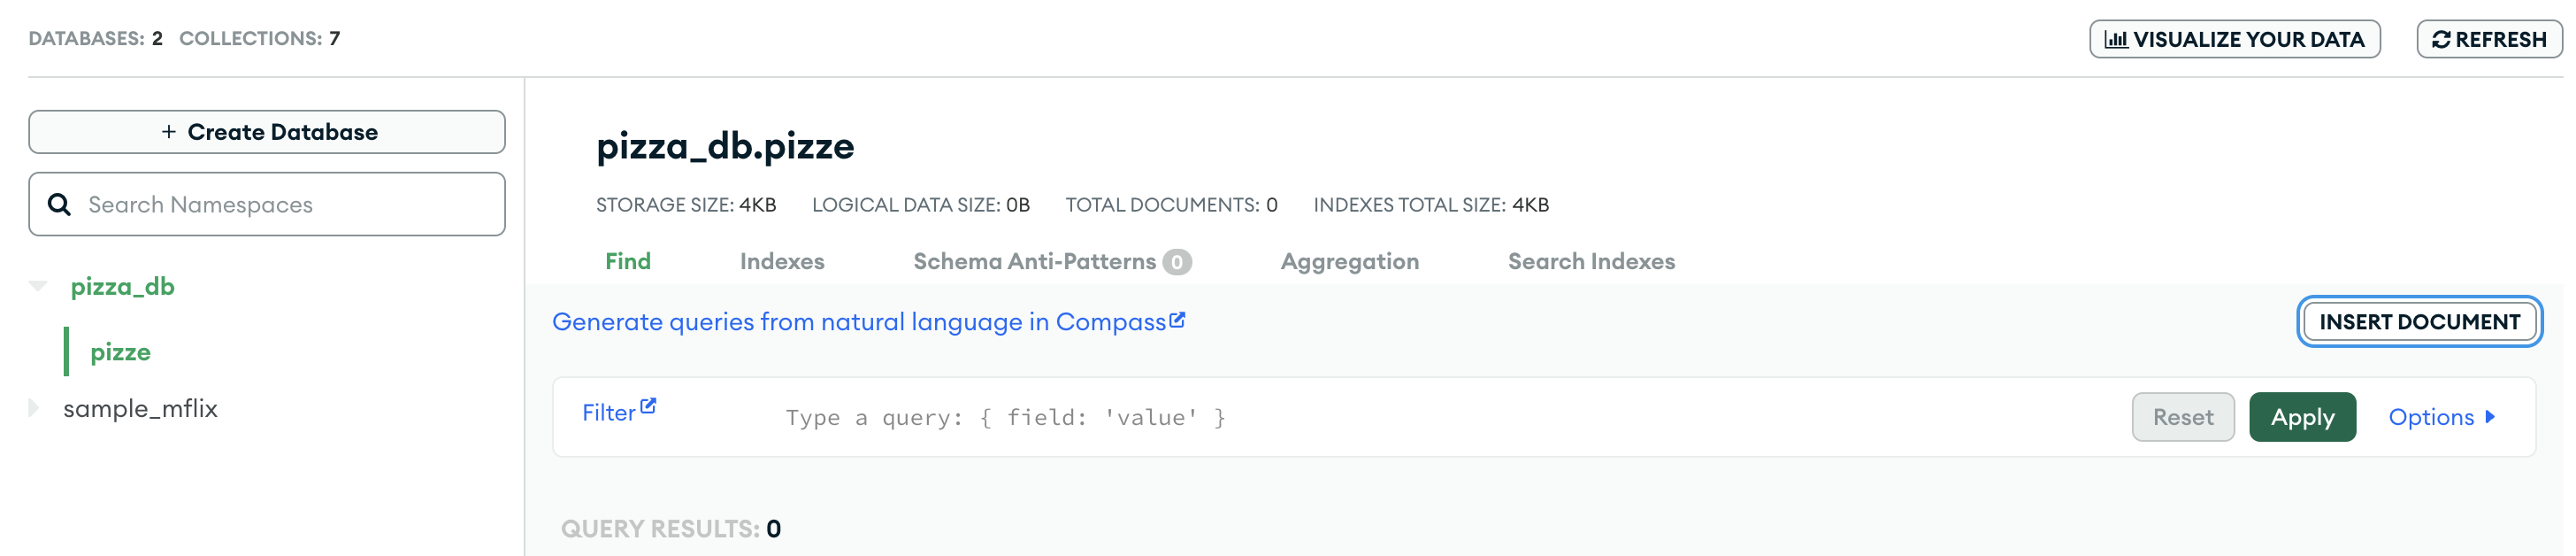 DATABASES: 2 COLLECTIONS: 7
VISUALIZE YOUR DATA
REFRESH
+ Create Database
Search Namespaces
pizza_db
pizze
sample_mflix
pizza_db.pizze
STORAGE SIZE: 4KB LOGICAL DATA SIZE: 0B TOTAL DOCUMENTS: 0 INDEXES TOTAL SIZE: 4KB
Find Indexes Schema Anti-Patterns 0 Aggregation Search Indexes
Generate queries from natural language in Compass
INSERT DOCUMENT
Filter Type a query: { field: 'value' } Reset Apply Options
QUERY RESULTS: 0